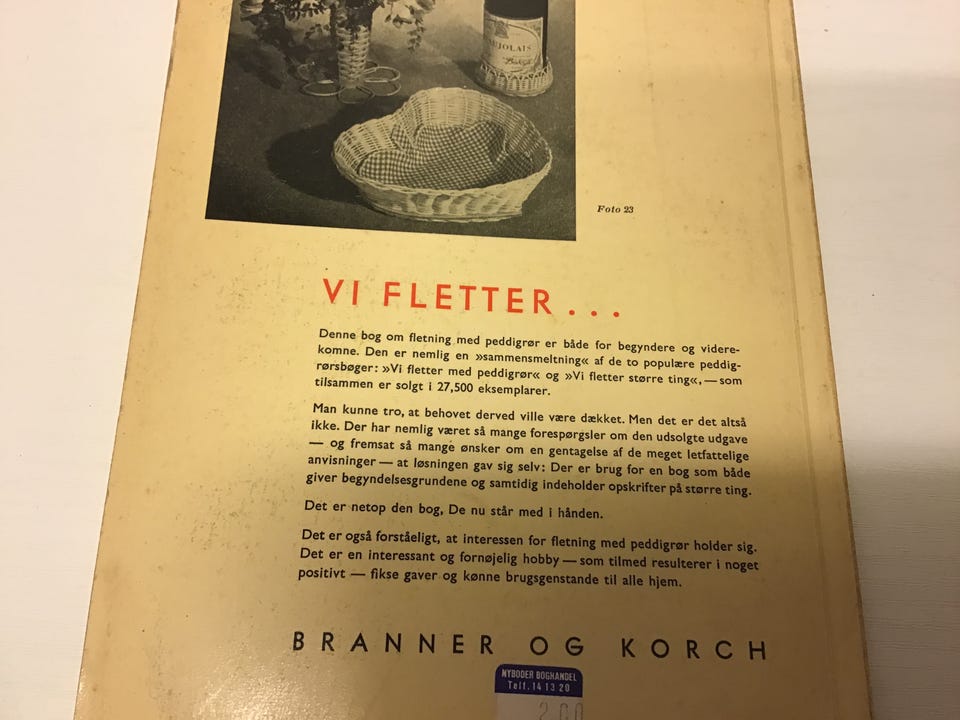 JOLAIS
Foto 23
VI FLETTER...
Denne bog om fletning med peddigrør er både for begyndere og videre-
komne. Den er nemlig en »sammensmeltning« af de to populære peddig-
rørsbøger: »Vi fletter med peddigrør« og »Vi fletter større ting«, — som
tilsammen er solgt i 27,500 eksemplarer.
Man kunne tro, at behovet derved ville være dækket. Men det er det altså
ikke. Der har nemlig været så mange forespørgsler om den udsolgte udgave
— og fremsat så mange ønsker om en gentagelse af de meget letfattelige
anvisninger — at løsningen gav sig selv: Der er brug for en bog som både
giver begyndelsesgrundene og samtidig indeholder opskrifter på større ting.
Det er netop den bog, De nu står med i hånden.
Det er også forståeligt, at interessen for fletning med peddigrør holder sig.
Det er en interessant og fornøjelig hobby — som tilmed resulterer i noget
positivt — fikse gaver og kønne brugsgenstande til alle hjem.
BRANNER OG KORCH
NYBODER BOGHANDEL
Telf. 14 13 20